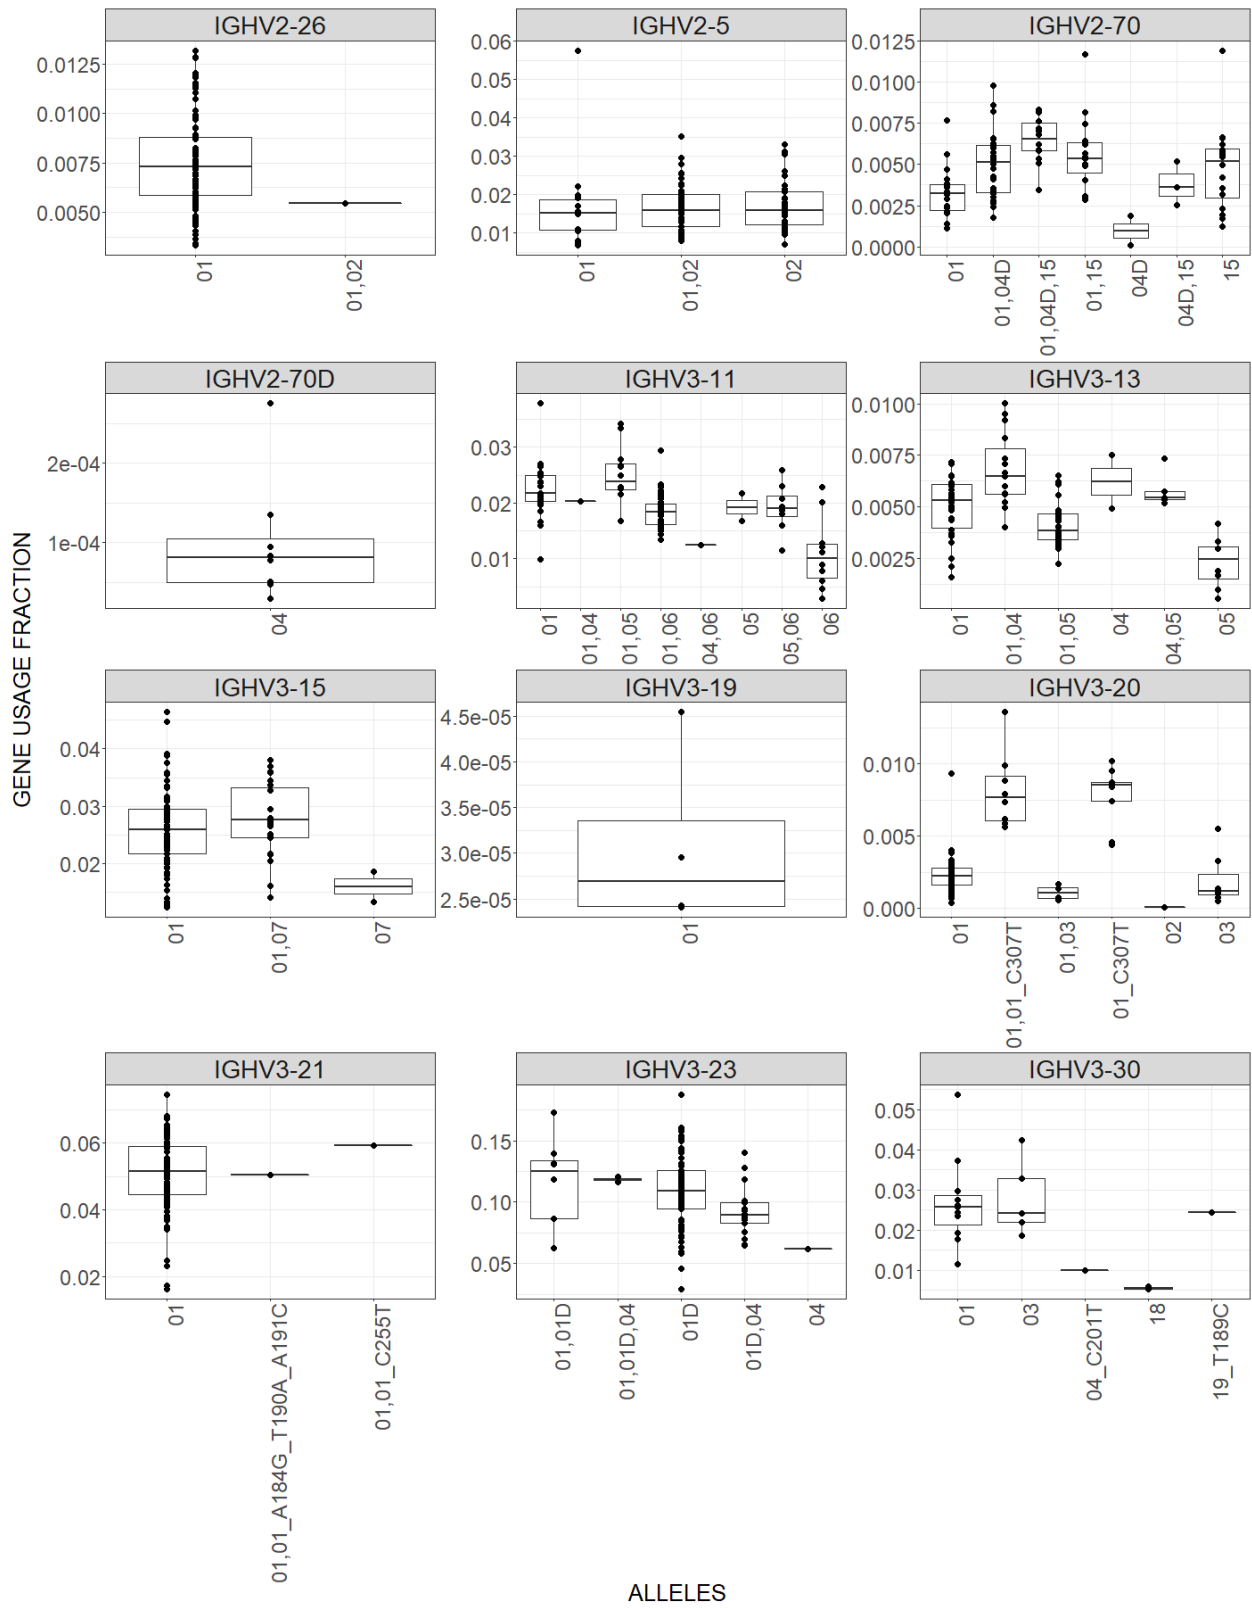 GENE USAGE FRACTION
IGHV2-26
0.0125
0.0100
0.0075
0.0050
01
01,02
IGHV2-5
0.06
0.05
0.04
0.03
0.02
0.01
01
01,02
02
IGHV2-70
0.0125
0.0100
0.0075
0.0050
0.0025
0.0000
01
01,04D
01,04D,15
01,15
04D
04D,15
15
IGHV2-70D
2e-04
1e-04
04
IGHV3-11
0.03
0.02
0.01
01
01,04
01,05
01,06
04,06
05
05,06
06
IGHV3-13
0.0100
0.0075
0.0050
0.0025
01
01,04
01,05
04
04,05
05
IGHV3-15
0.04
0.03
0.02
01
01,07
07
IGHV3-19
4.5e-05
4.0e-05
3.5e-05
3.0e-05
2.5e-05
01
IGHV3-20
0.010
0.005
0.000
01
01,01_C307T
01,03
01_C307T
02
03
IGHV3-21
0.06
0.04
0.02
01
01,01_A184G_T190A_A191C
01,01_C255T
IGHV3-23
0.15
0.10
0.05
01,01D
01,01D,04
01D
01D,04
04
IGHV3-30
0.05
0.04
0.03
0.02
0.01
01
03
04_C201T
18
19_T189C
ALLELES